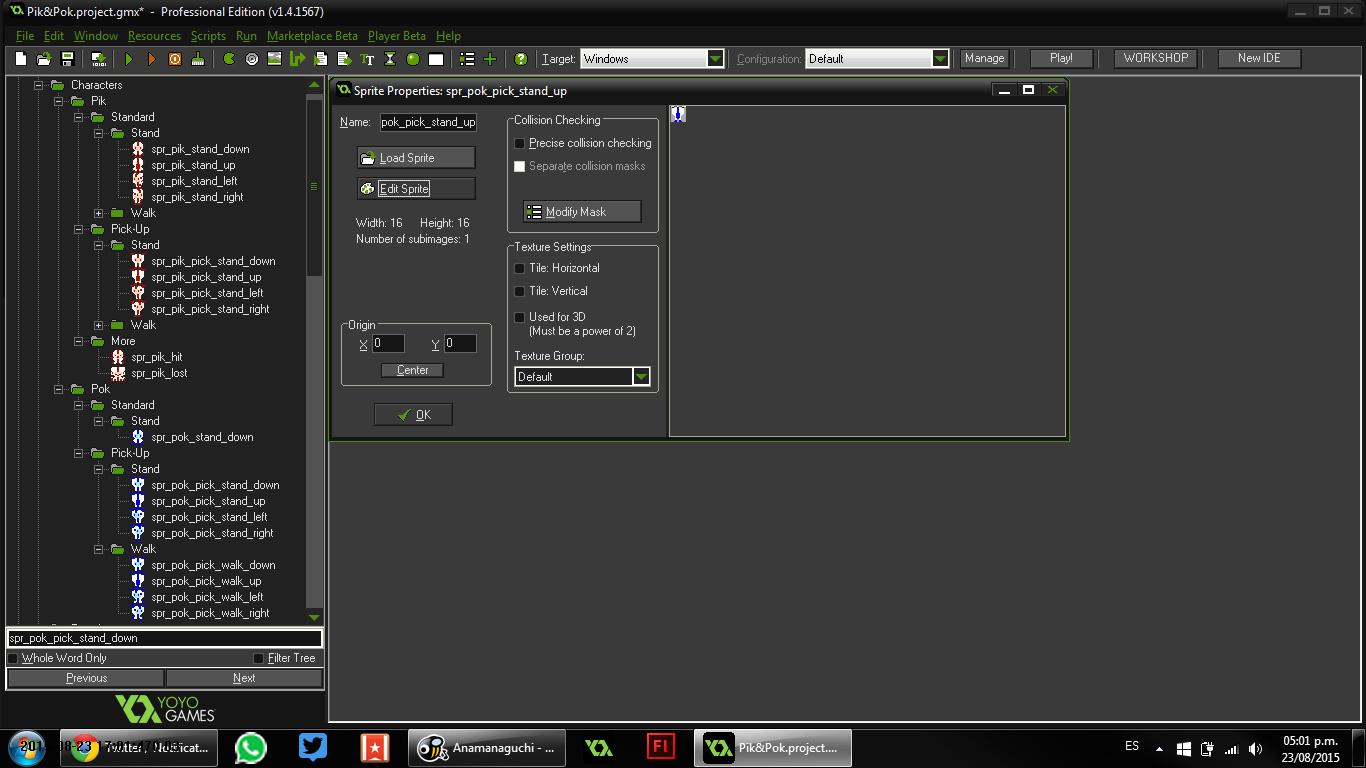 Pik&Pok.project.gmx* - Professional Edition (v1.4.1567)
File Edit Window Resources Scripts Run Marketplace Beta Player Beta Help
Target: Windows Configuration: Default Manage Play! WORKSHOP New IDE
Characters
Pik
Standard
Stand
spr_pik_stand_down
spr_pik_stand_up
spr_pik_stand_left
spr_pik_stand_right
Walk
Pick-Up
Stand
spr_pik_pick_stand_down
spr_pik_pick_stand_up
spr_pik_pick_stand_left
spr_pik_pick_stand_right
Walk
More
spr_pik_hit
spr_pik_lost
Pok
Standard
Stand
spr_pok_stand_down
Pick-Up
Stand
spr_pok_pick_stand_down
spr_pok_pick_stand_up
spr_pok_pick_stand_left
spr_pok_pick_stand_right
Walk
spr_pok_pick_walk_down
spr_pok_pick_walk_up
spr_pok_pick_walk_left
spr_pok_pick_walk_right
spr_pok_pick_stand_down
Whole Word Only Filter Tree
Previous Next
YOYO
GAMES
Sprite Properties: spr_pok_pick_stand_up
Name: pok_pick_stand_up
Load Sprite
Edit Sprite
Width: 16 Height: 16
Number of subimages: 1
Origin
X 0 Y 0
Center
OK
Collision Checking
Precise collision checking
Separate collision masks
Modify Mask
Texture Settings
Tile: Horizontal
Tile: Vertical
Used for 3D
(Must be a power of 2)
Texture Group:
Default
Anamanaguchi - ...
Fl
Pik&Pok.project....
ES
05:01 p.m.
23/08/2015